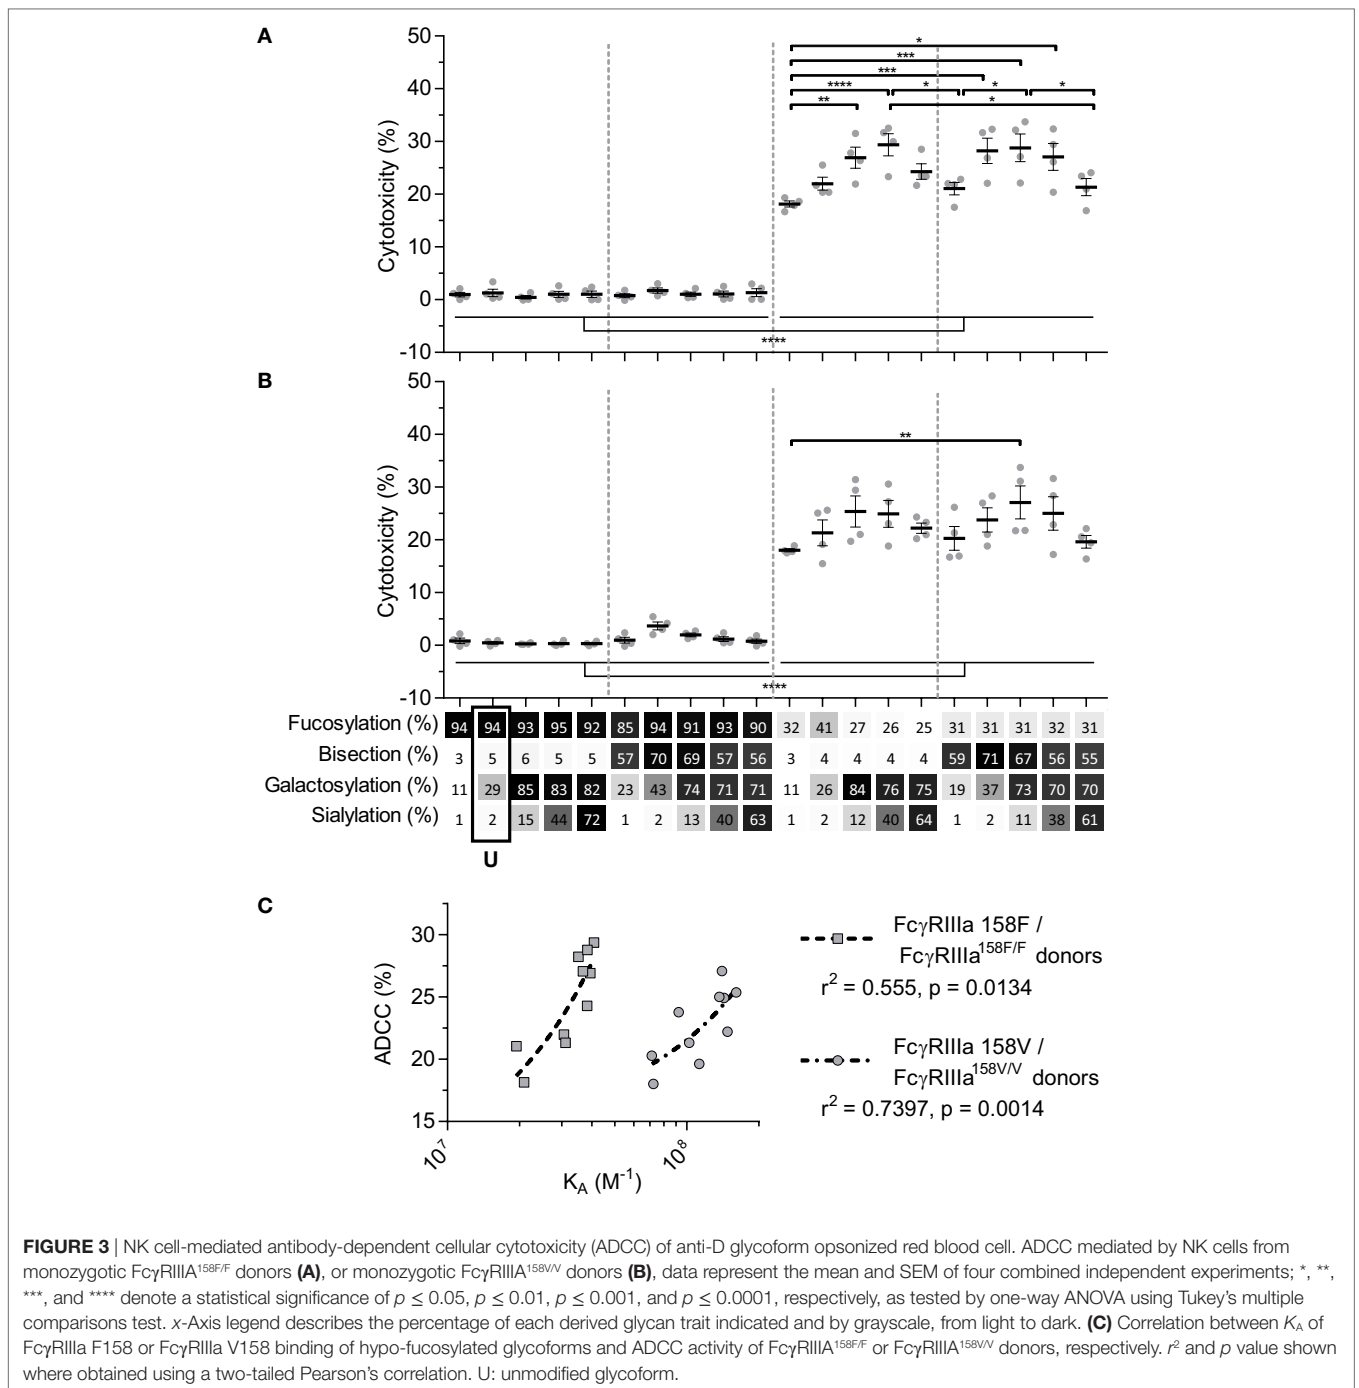 A
50
40
30
20
10
0
-10
Cytotoxicity (%)
*
***
***
**** * * *
** *
****
B
50
40
30
20
10
0
-10
Cytotoxicity (%)
**
****
Fucosylation (%) 94 94 93 95 92 85 94 91 93 90 32 41 27 26 25 31 31 31 32 31
Bisection (%) 3 5 6 5 5 57 70 69 57 56 3 4 4 4 4 59 71 67 56 55
Galactosylation (%) 11 29 85 83 82 23 43 74 71 71 11 26 84 76 75 19 37 73 70 70
Sialylation (%) 1 2 15 44 72 1 2 13 40 63 1 2 12 40 64 1 2 11 38 61
U
C
30
25
20
15
ADCC (%)
10⁷ 10⁸
K_A (M⁻¹)
FcγRIIIa 158F /
FcγRIIIa^158F/F donors
r² = 0.555, p = 0.0134
FcγRIIIa 158V /
FcγRIIIa^158V/V donors
r² = 0.7397, p = 0.0014
FIGURE 3 | NK cell-mediated antibody-dependent cellular cytotoxicity (ADCC) of anti-D glycoform opsonized red blood cell. ADCC mediated by NK cells from
monozygotic FcγRIIIA^158F/F donors (A), or monozygotic FcγRIIIA^158V/V donors (B), data represent the mean and SEM of four combined independent experiments; *, **,
***, and **** denote a statistical significance of p ≤ 0.05, p ≤ 0.01, p ≤ 0.001, and p ≤ 0.0001, respectively, as tested by one-way ANOVA using Tukey's multiple
comparisons test. x-Axis legend describes the percentage of each derived glycan trait indicated and by grayscale, from light to dark. (C) Correlation between K_A of
FcγRIIIa F158 or FcγRIIIa V158 binding of hypo-fucosylated glycoforms and ADCC activity of FcγRIIIA^158F/F or FcγRIIIA^158V/V donors, respectively. r² and p value shown
where obtained using a two-tailed Pearson's correlation. U: unmodified glycoform.